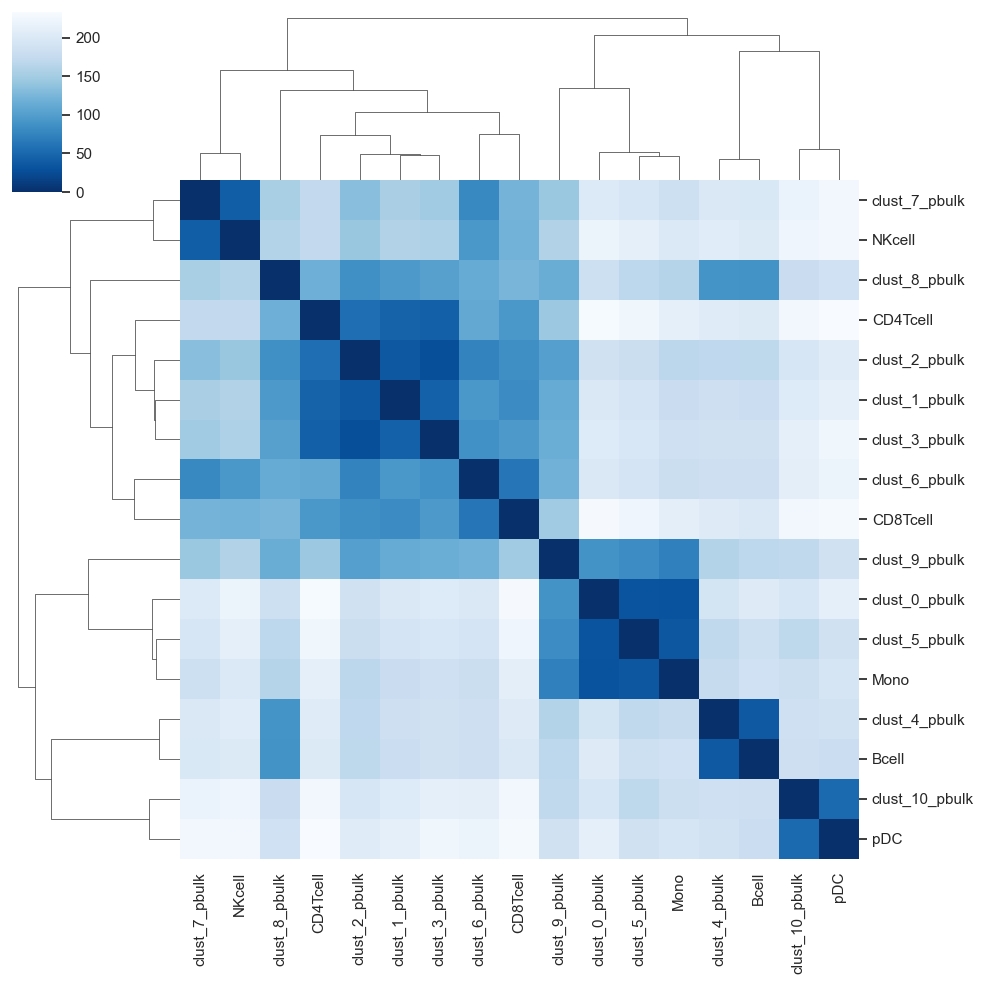 200
150
100
50
0
clust_7_pbulk
NKcell
clust_8_pbulk
CD4Tcell
clust_2_pbulk
clust_1_pbulk
clust_3_pbulk
clust_6_pbulk
CD8Tcell
clust_9_pbulk
clust_0_pbulk
clust_5_pbulk
Mono
clust_4_pbulk
Bcell
clust_10_pbulk
pDC
clust_7_pbulk
NKcell
clust_8_pbulk
CD4Tcell
clust_2_pbulk
clust_1_pbulk
clust_3_pbulk
clust_6_pbulk
CD8Tcell
clust_9_pbulk
clust_0_pbulk
clust_5_pbulk
Mono
clust_4_pbulk
Bcell
clust_10_pbulk
pDC